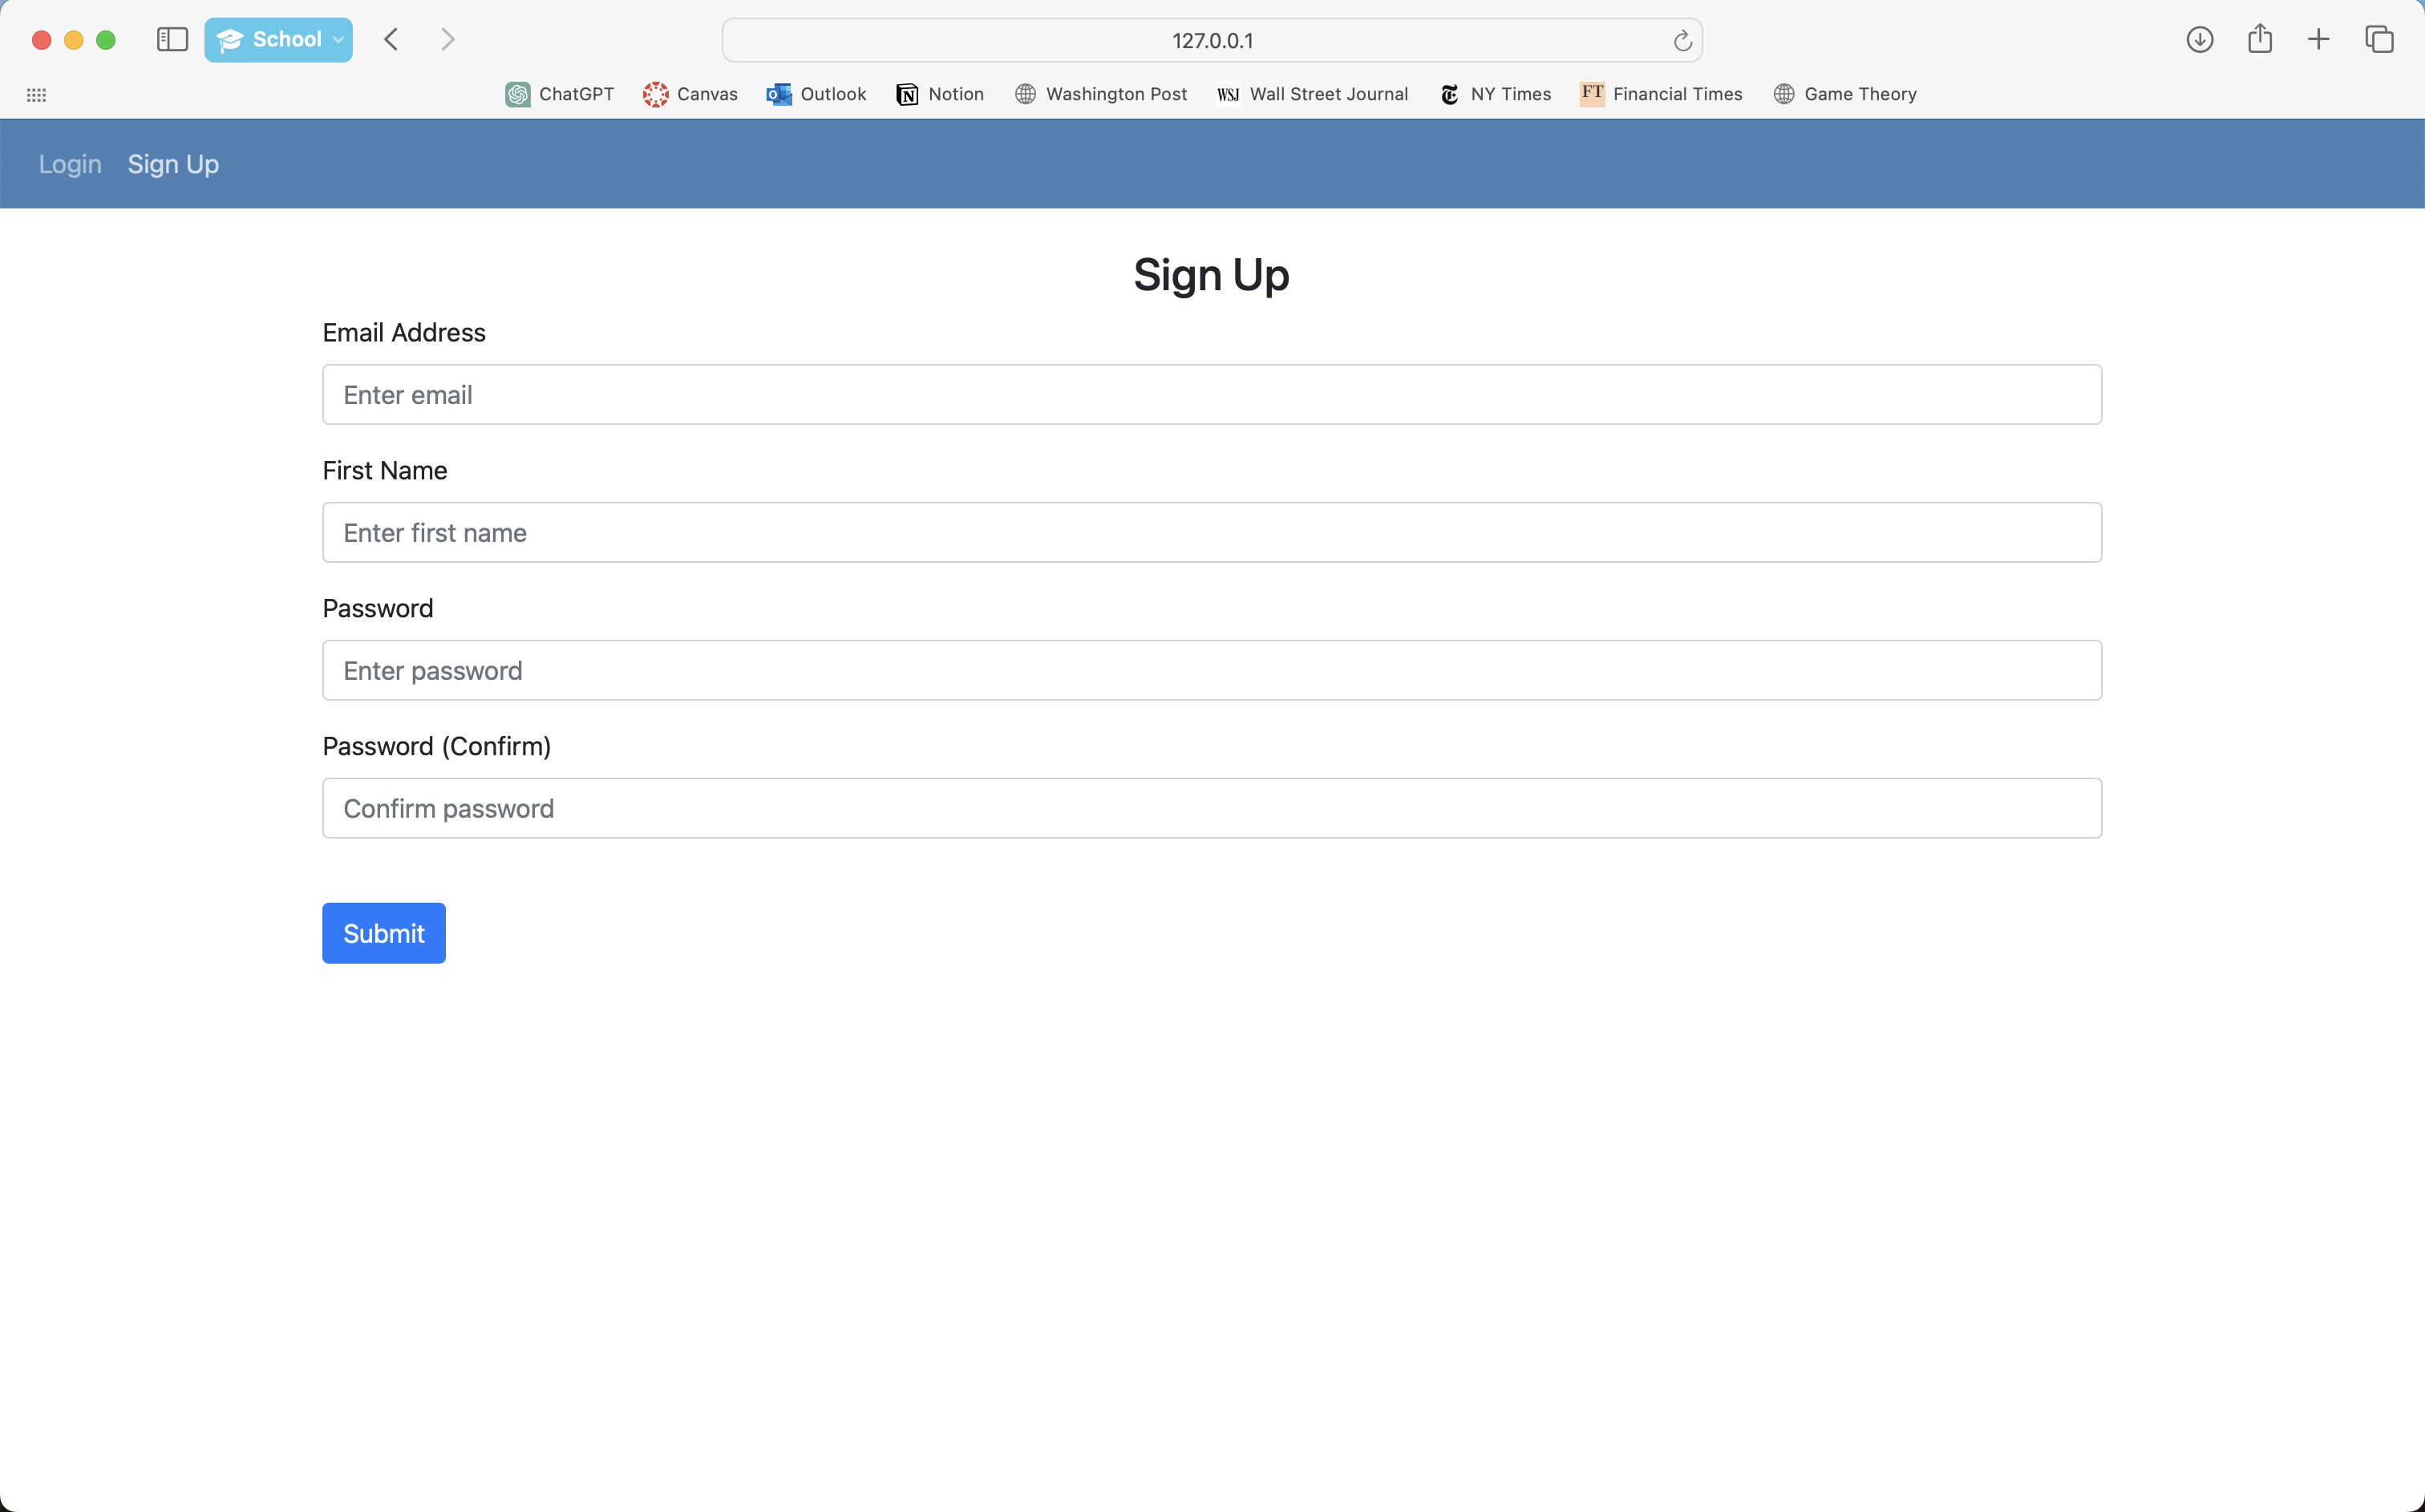 School
127.0.0.1
ChatGPT Canvas Outlook Notion Washington Post WSJ Wall Street Journal NY Times FT Financial Times Game Theory
Login Sign Up
Sign Up
Email Address
Enter email
First Name
Enter first name
Password
Enter password
Password (Confirm)
Confirm password
Submit